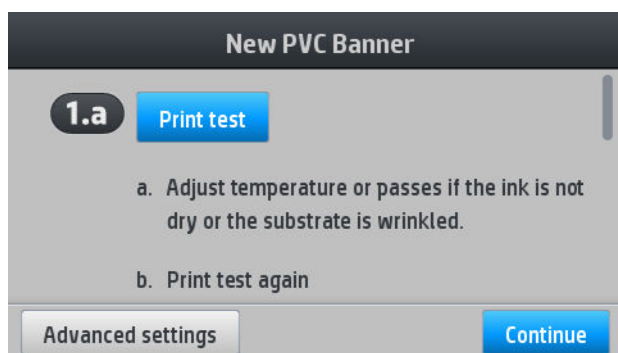 New PVC Banner
1.a Print test
a. Adjust temperature or passes if the ink is not
dry or the substrate is wrinkled.
b. Print test again
Advanced settings Continue